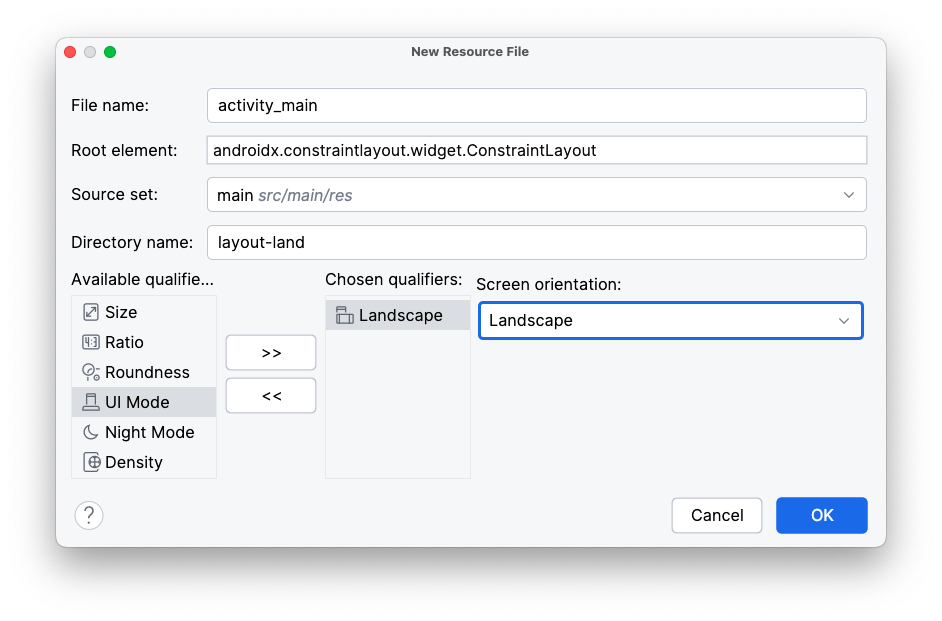 New Resource File
File name:
activity_main
Root element:
androidx.constraintlayout.widget.ConstraintLayout
Source set:
main src/main/res
Directory name:
layout-land
Available qualifie...
Chosen qualifiers:
Screen orientation:
Size
Ratio
Roundness
UI Mode
Night Mode
Density
>>
<<
Landscape
Landscape
?
Cancel
OK